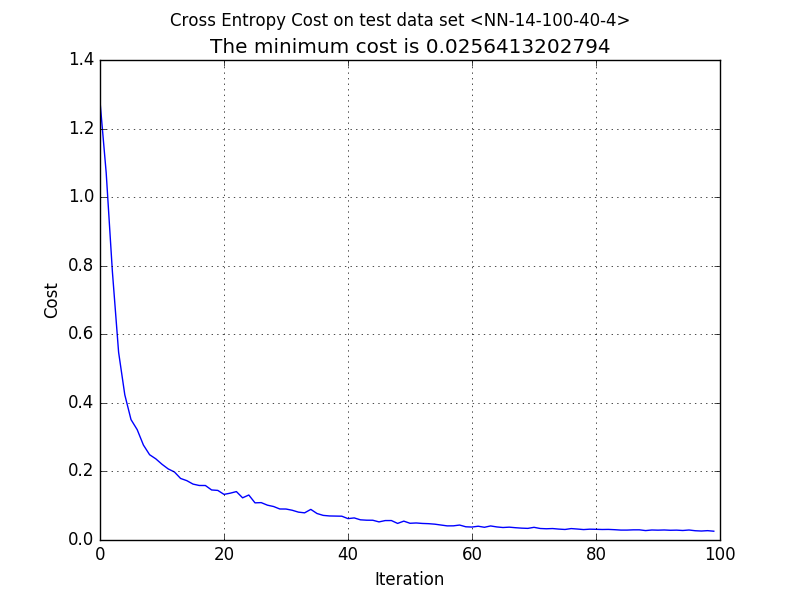 Cross Entropy Cost on test data set <NN-14-100-40-4>
The minimum cost is 0.0256413202794
1.4
1.2
1.0
0.8
0.6
0.4
0.2
0.0
Cost
0 20 40 60 80 100
Iteration